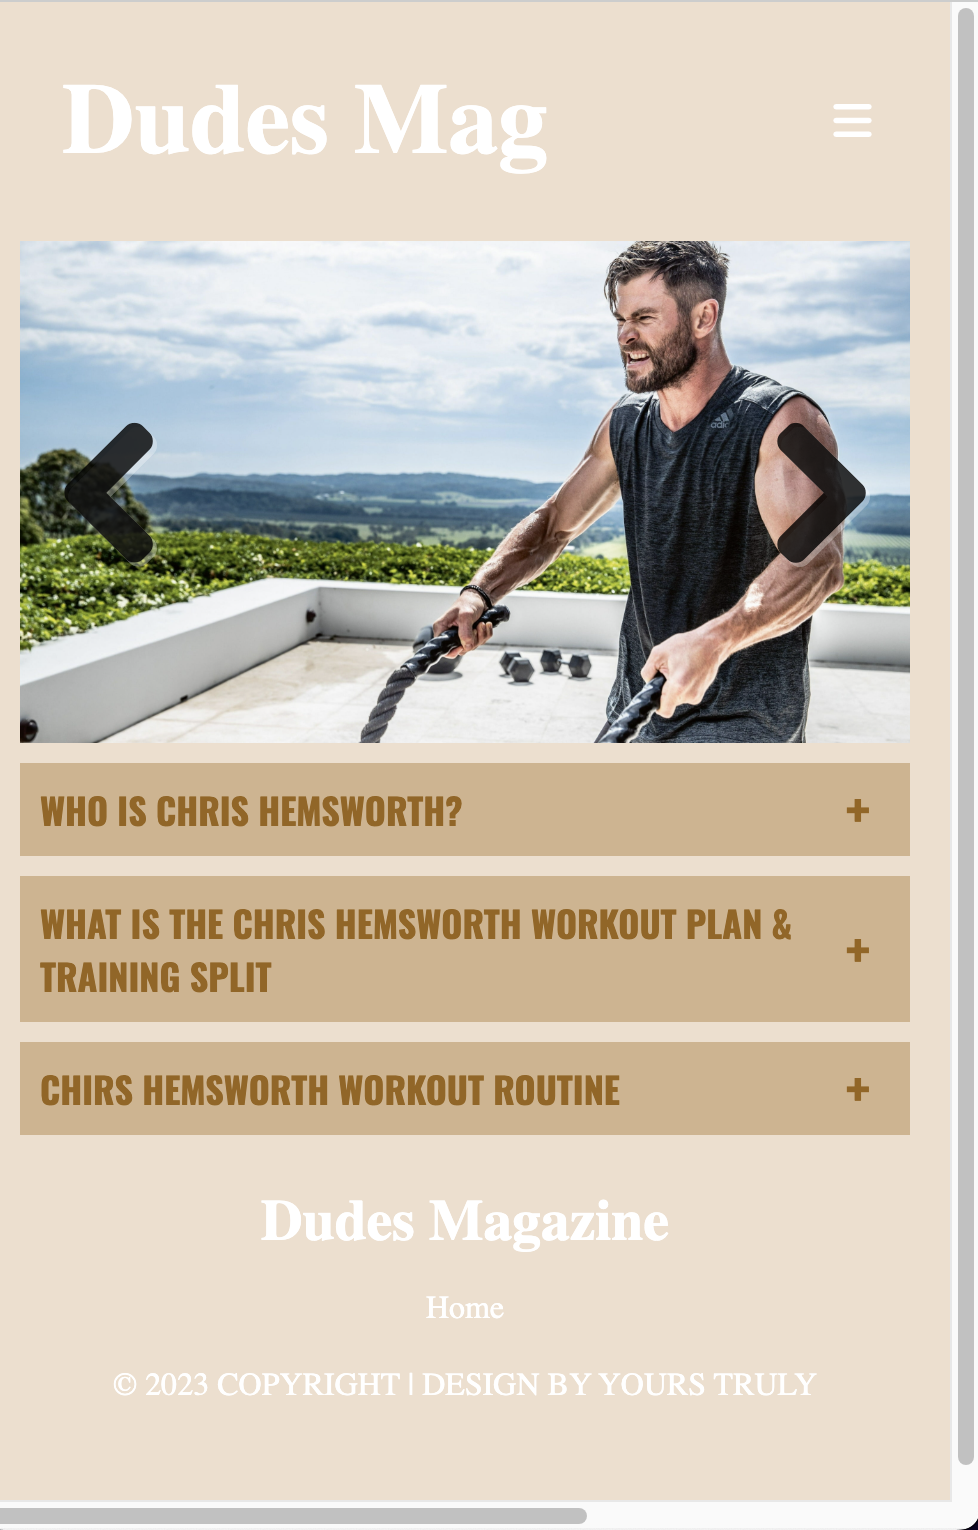 Dudes Mag
WHO IS CHRIS HEMSWORTH?
+
WHAT IS THE CHRIS HEMSWORTH WORKOUT PLAN &
TRAINING SPLIT
+
CHIRS HEMSWORTH WORKOUT ROUTINE
+
Dudes Magazine
Home
© 2023 COPYRIGHT | DESIGN BY YOURS TRULY